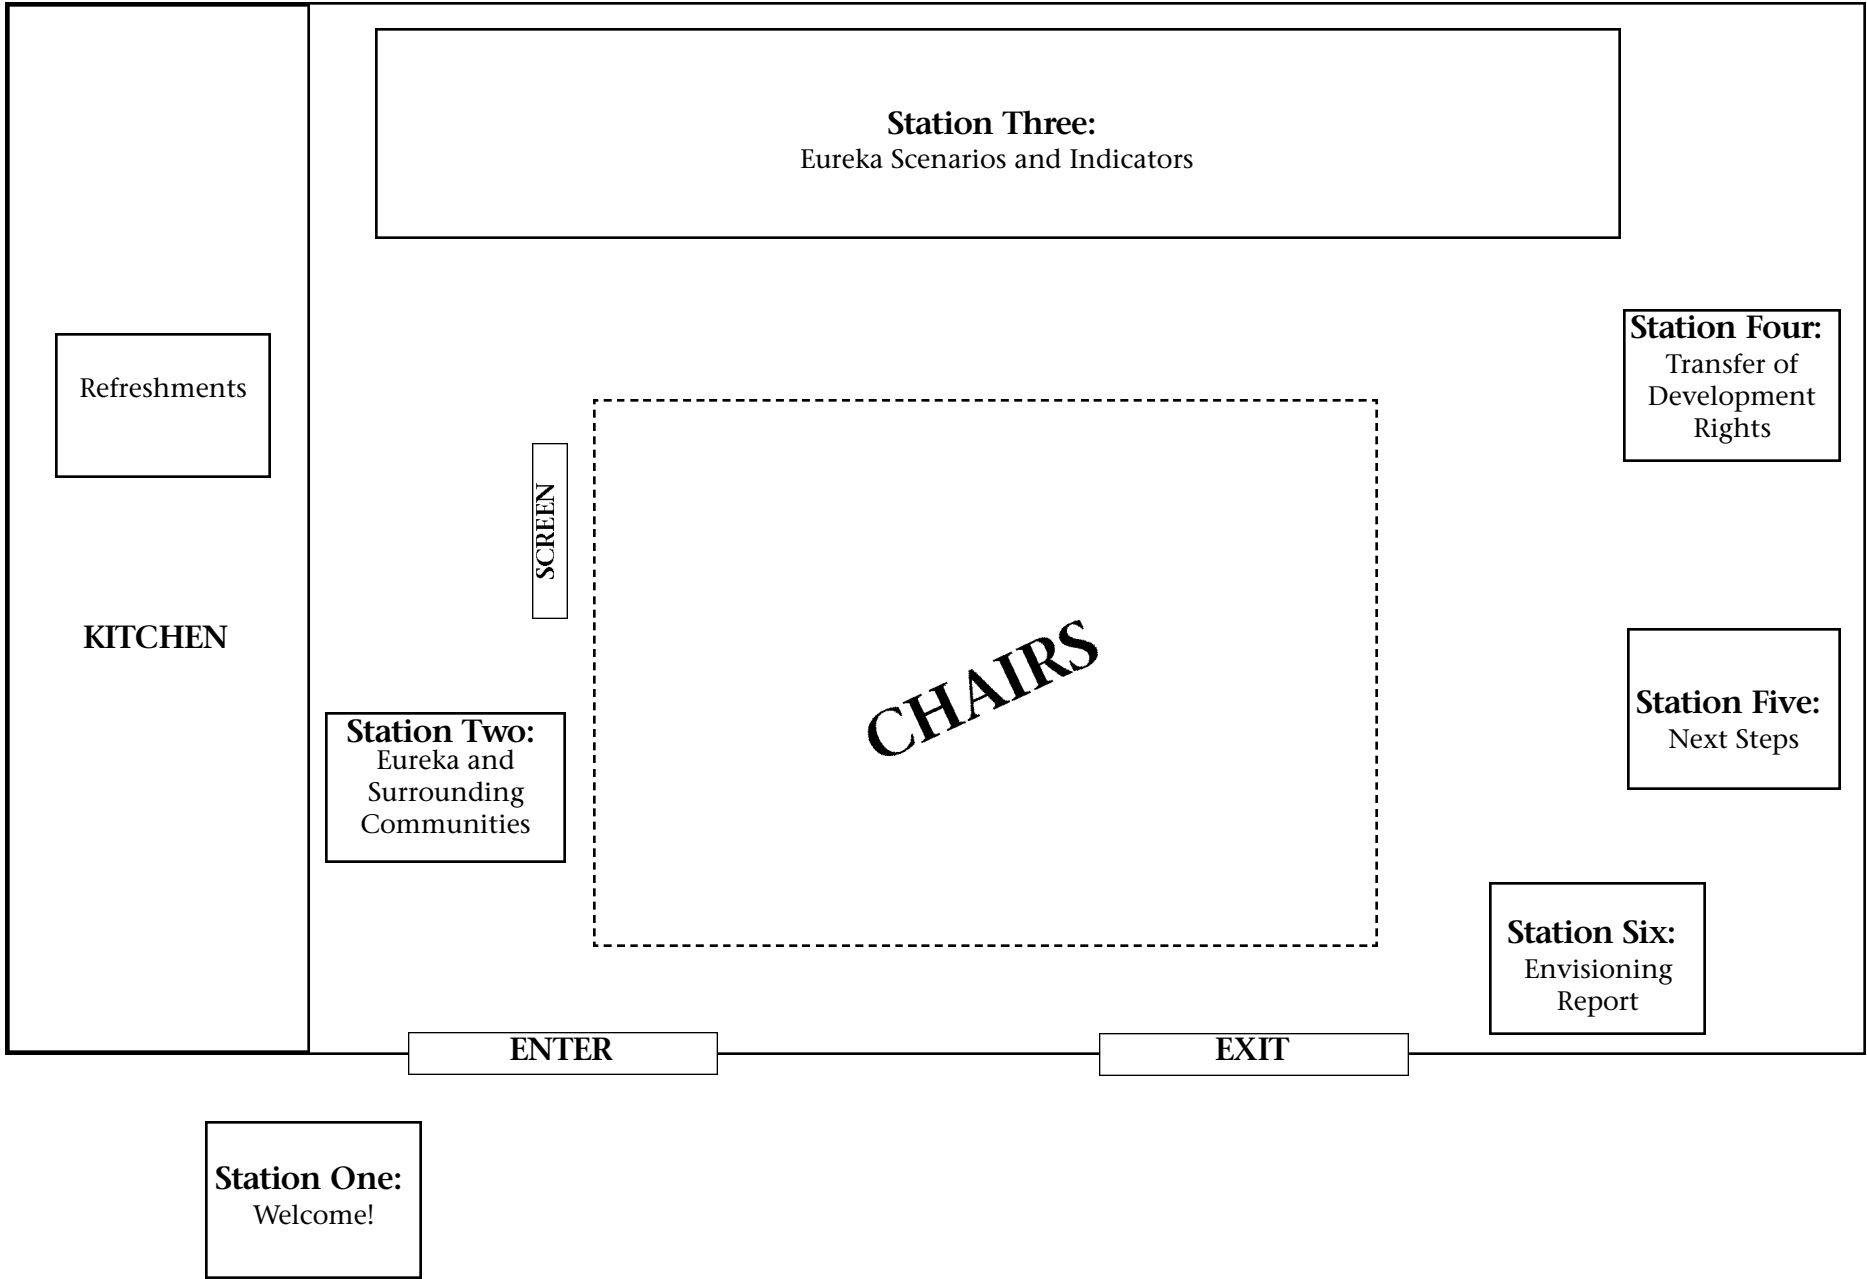 Station Three:
Eureka Scenarios and Indicators
Station Four:
Transfer of
Development
Rights
Refreshments
SCREEN
KITCHEN
CHAIRS
Station Two:
Eureka and
Surrounding
Communities
Station Five:
Next Steps
Station Six:
Envisioning
Report
ENTER
EXIT
Station One:
Welcome!